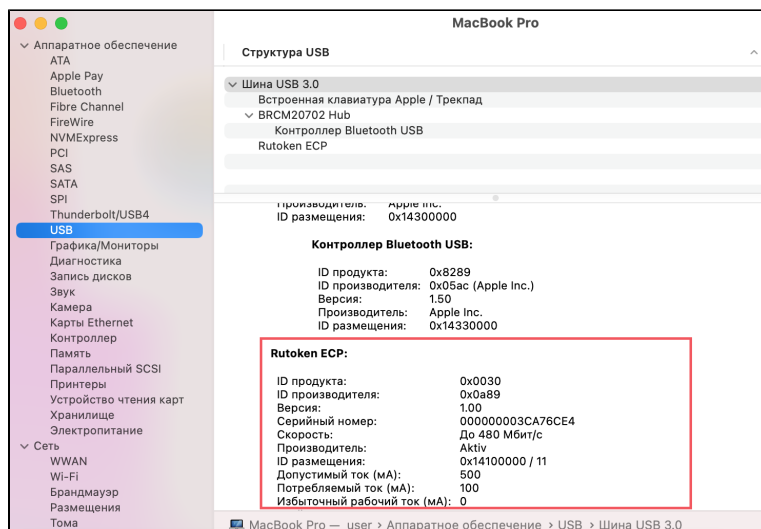 MacBook Pro
Аппаратное обеспечение
ATA
Apple Pay
Bluetooth
Fibre Channel
FireWire
NVMExpress
PCI
SAS
SATA
SPI
Thunderbolt/USB4
USB
Графика/Мониторы
Диагностика
Запись дисков
Звук
Камера
Карты Ethernet
Контроллер
Память
Параллельный SCSI
Принтеры
Устройство чтения карт
Хранилище
Электропитание
Сеть
WWAN
Wi-Fi
Брандмауэр
Размещения
Тома
Структура USB
Шина USB 3.0
Встроенная клавиатура Apple / Трекпад
BRCM20702 Hub
Контроллер Bluetooth USB
Rutoken ECP
Производитель: Apple Inc.
ID размещения: 0x14300000
Контроллер Bluetooth USB:
ID продукта: 0x8289
ID производителя: 0x05ac (Apple Inc.)
Версия: 1.50
Производитель: Apple Inc.
ID размещения: 0x14330000
Rutoken ECP:
ID продукта: 0x0030
ID производителя: 0x0a89
Версия: 1.00
Серийный номер: 000000003CA76CE4
Скорость: До 480 Мбит/с
Производитель: Aktiv
ID размещения: 0x14100000 / 11
Допустимый ток (мА): 500
Потребляемый ток (мА): 100
Избыточный рабочий ток (мА): 0
MacBook Pro — user › Аппаратное обеспечение › USB › Шина USB 3.0